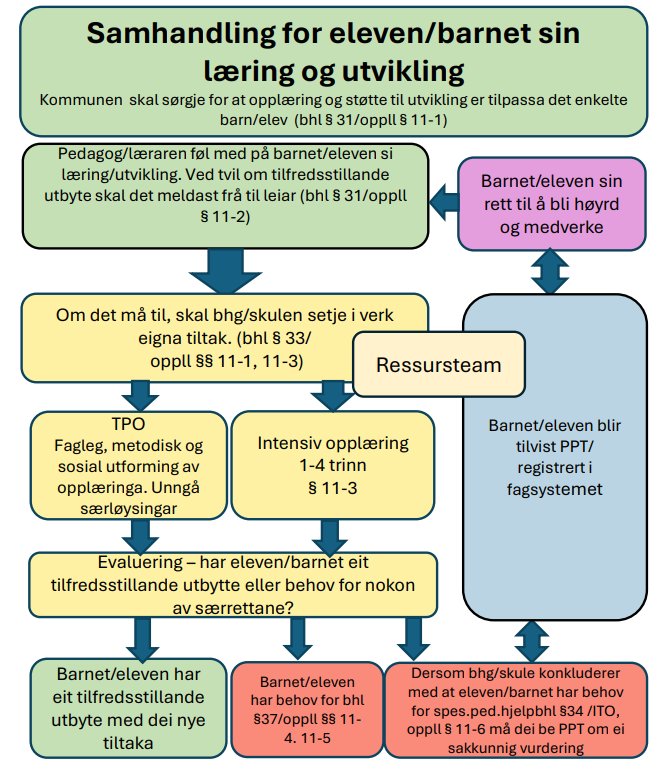 Samhandling for eleven/barnet sin
læring og utvikling
Kommunen skal sørgje for at opplæring og støtte til utvikling er tilpassa det enkelte
barn/elev (bhl § 31/oppll § 11-1)
Pedagog/læraren føl med på barnet/eleven si
læring/utvikling. Ved tvil om tilfredsstillande
utbyte skal det meldast frå til leiar (bhl § 31/oppll
§ 11-2)
Barnet/eleven sin
rett til å bli høyrd
og medverke
Om det må til, skal bhg/skulen setje i verk
eigna tiltak. (bhl § 33/
oppll §§ 11-1, 11-3)
Ressursteam
TPO
Fagleg, metodisk og
sosial utforming av
opplæringa. Unngå
særløysingar
Intensiv opplæring
1-4 trinn
§ 11-3
Barnet/eleven blir
tilvist PPT/
registrert i
fagsystemet
Evaluering – har eleven/barnet eit
tilfredsstillande utbytte eller behov for nokon
av særrettane?
Barnet/eleven har
eit tilfredsstillande
utbyte med dei nye
tiltaka
Barnet/eleven
har behov for bhl
§37/oppll §§ 11-
4. 11-5
Dersom bhg/skule konkluderer
med at eleven/barnet har behov
for spes.ped.hjelpbhl §34 /ITO,
oppll § 11-6 må dei be PPT om ei
sakkunnig vurdering